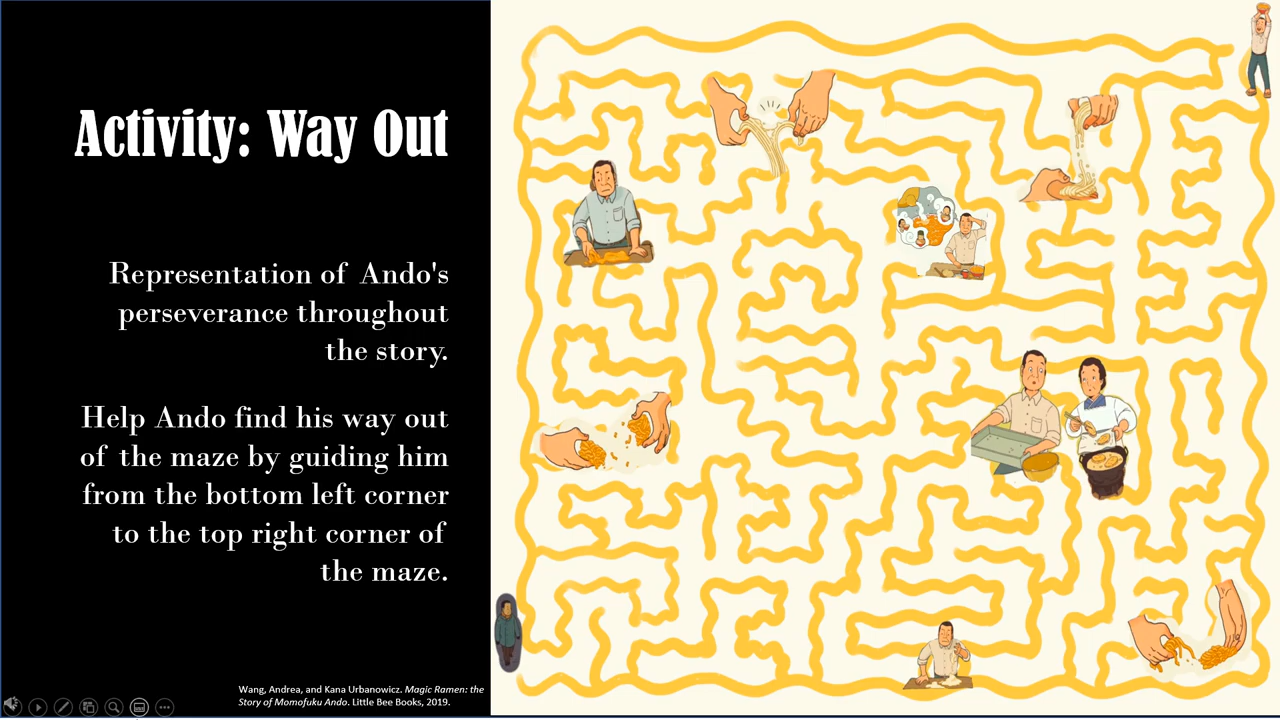 Activity: Way Out
Representation of Ando's
perseverance throughout
the story.
Help Ando find his way out
of the maze by guiding him
from the bottom left corner
to the top right corner of
the maze.
Wang, Andrea, and Kana Urbanowicz. Magic Ramen: the
Story of Momofuku Ando. Little Bee Books, 2019.